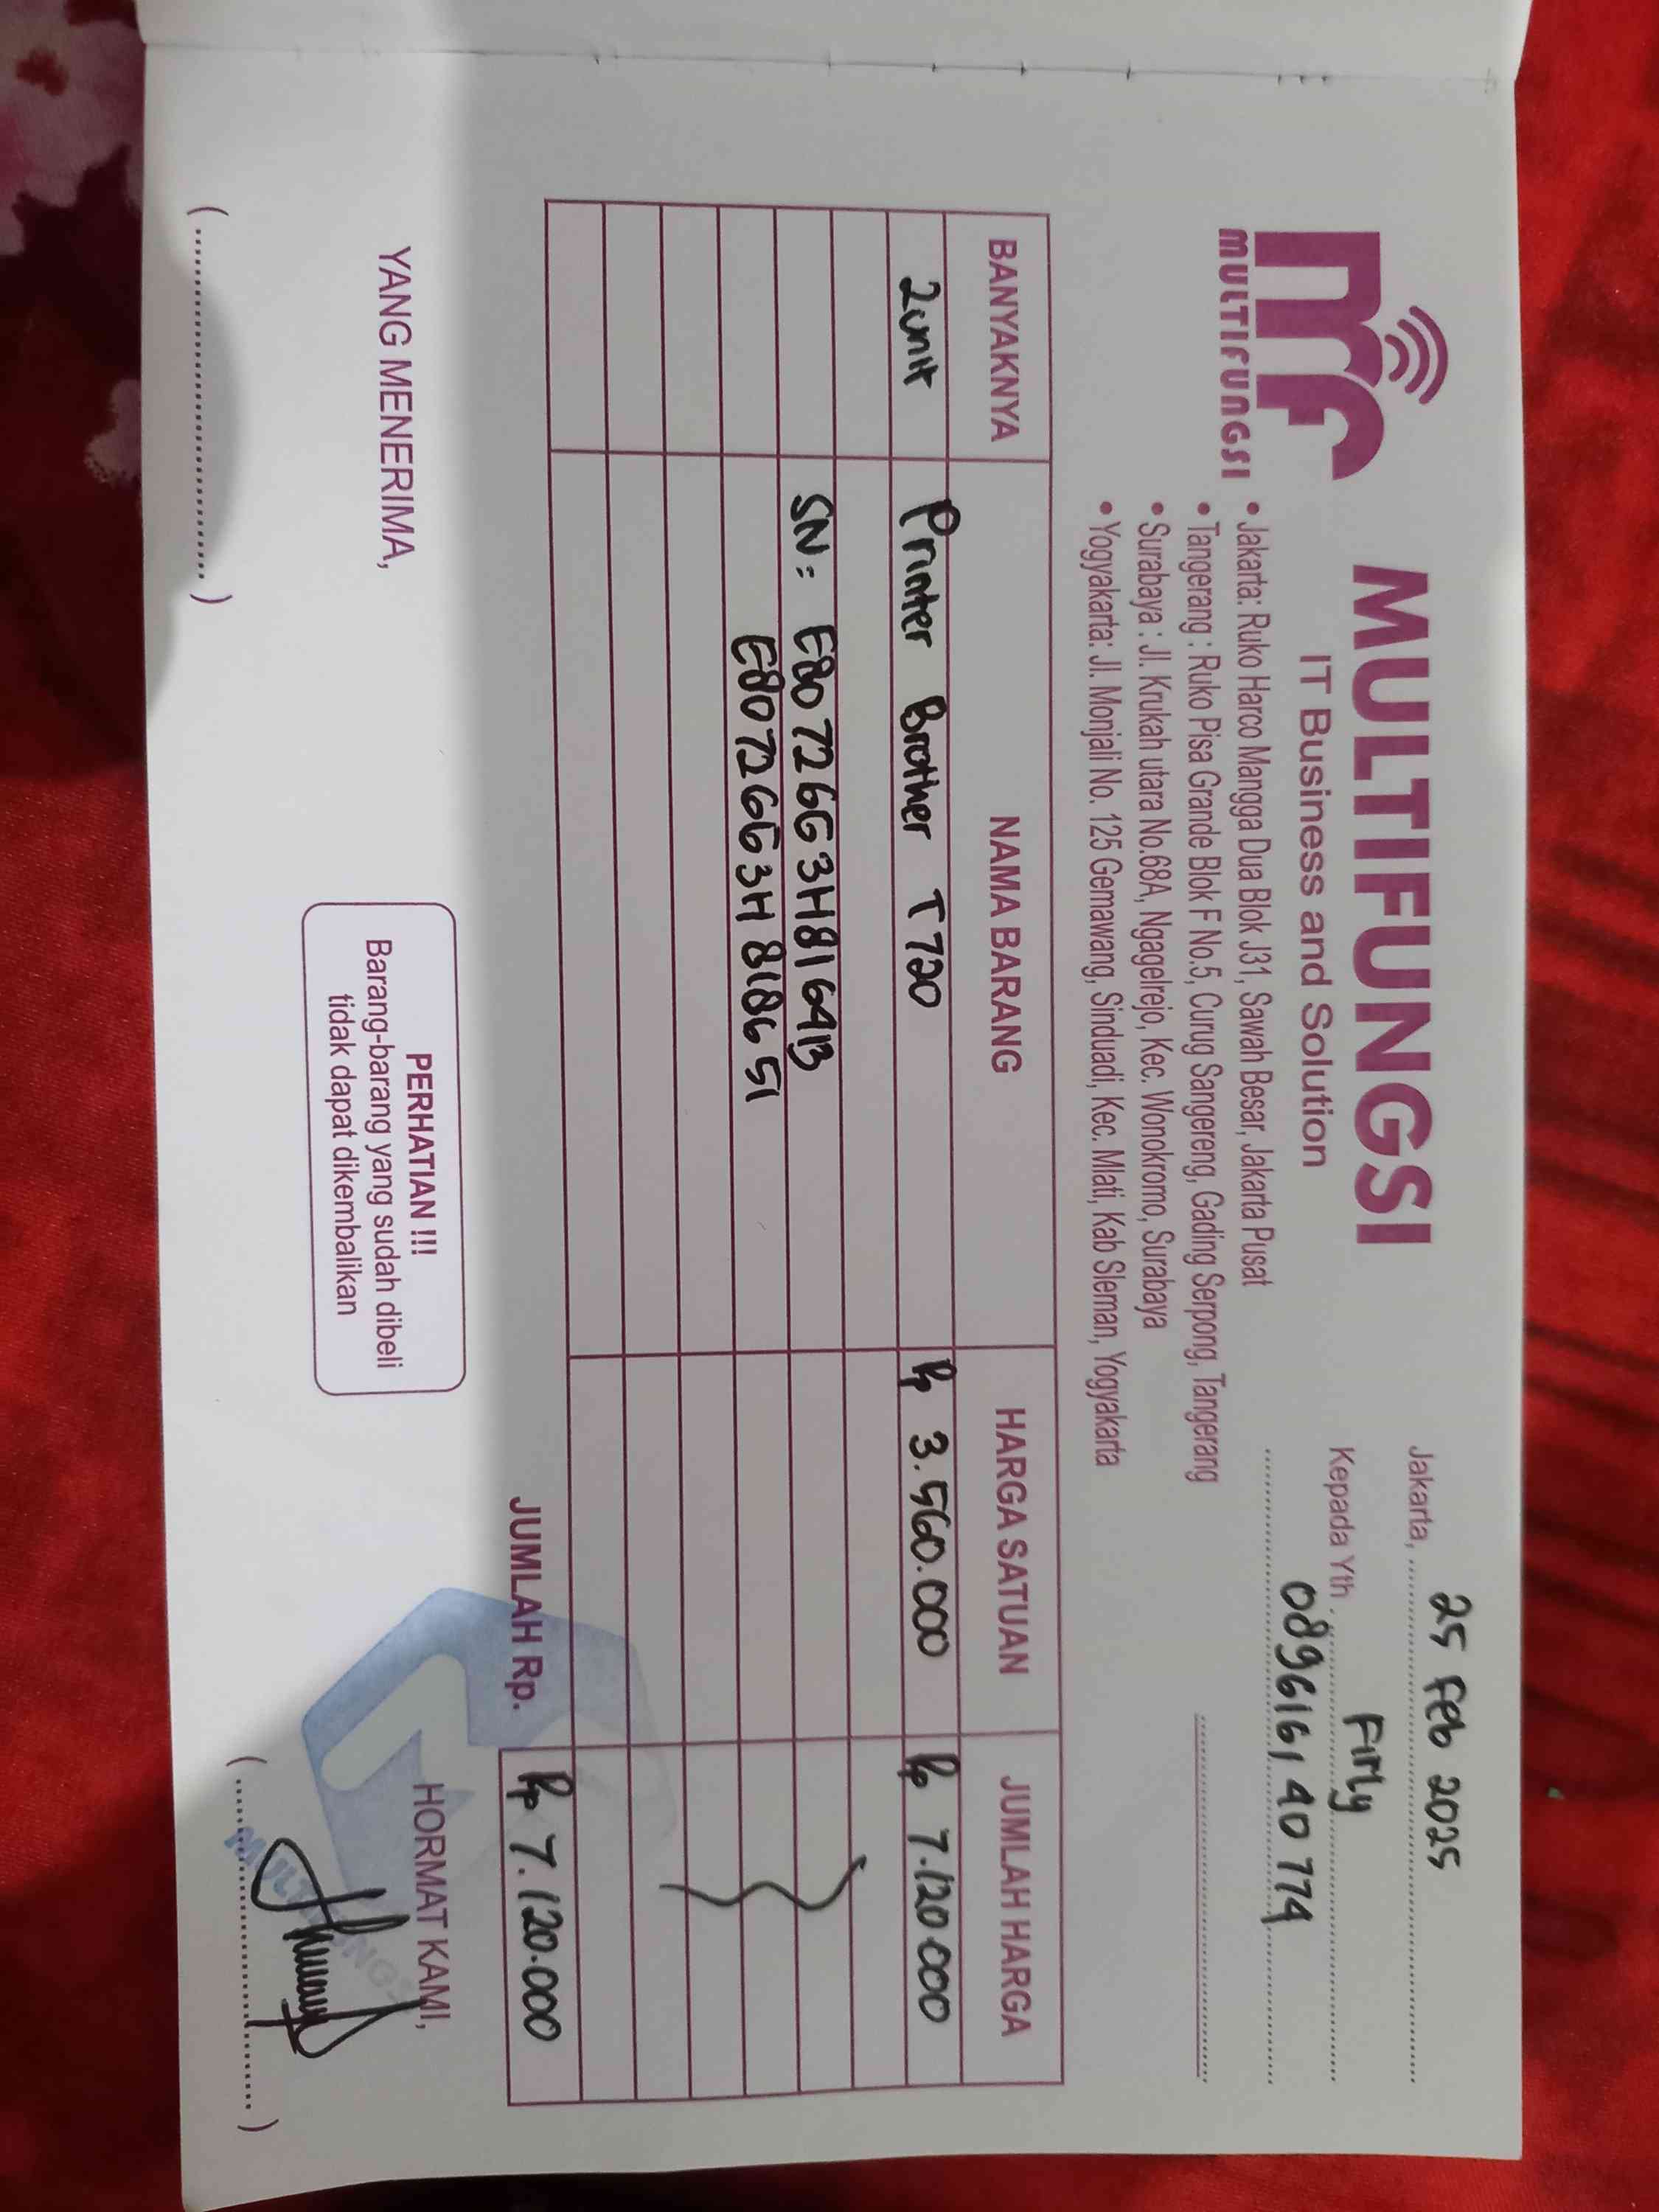 MULTIFUNGSI
MULTIFUNGSI
IT Business and Solution
• Jakarta: Ruko Harco Mangga Dua Blok J31, Sawah Besar, Jakarta Pusat
• Tangerang : Ruko Pisa Grande Blok F No.5, Curug Sangereng, Gading Serpong, Tangerang
• Surabaya : Jl. Krukah utara No.68A, Ngagelrejo, Kec. Wonokromo, Surabaya
• Yogyakarta: Jl. Monjali No. 125 Gemawang, Sinduadi, Kec. Mlati, Kab Sleman, Yogyakarta
Jakarta, 25 Feb 2025
Kepada Yth. Firly
089616140774
BANYAKNYA NAMA BARANG HARGA SATUAN JUMLAH HARGA
2unit Printer Brother T720 Rp 3.560.000 Rp 7.120.000
SN: E80726G3H816413
E80726G3H818651
JUMLAH Rp. Rp 7.120.000
YANG MENERIMA,
PERHATIAN !!!
Barang-barang yang sudah dibeli
tidak dapat dikembalikan
HORMAT KAMI,
MULTIFUNGSI